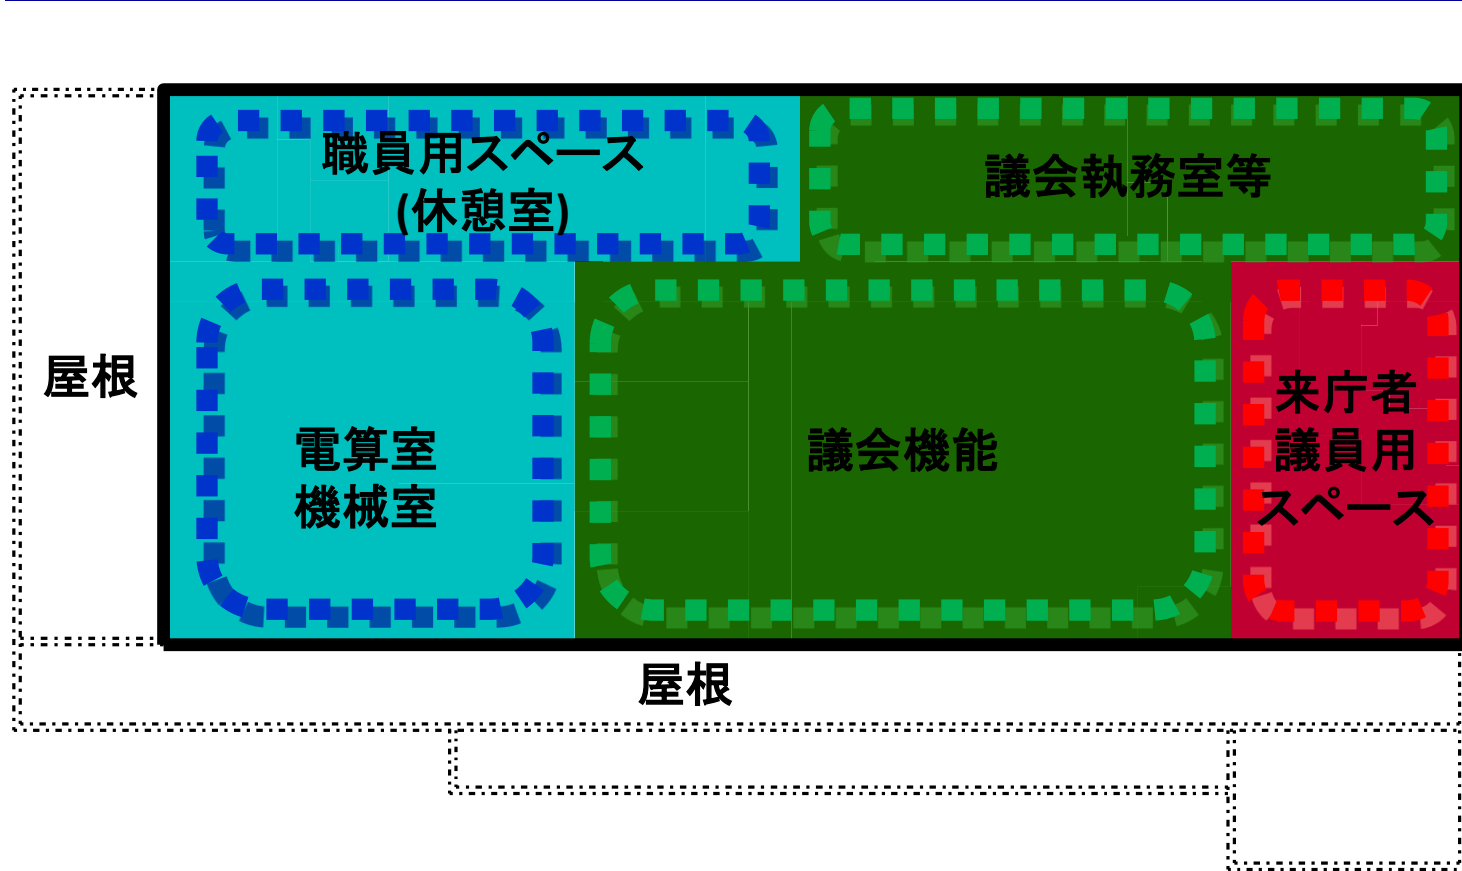 職員用スペース
(休憩室)
議会執務室等
屋根
電算室
機械室
議会機能
来庁者
議員用
スペース
屋根